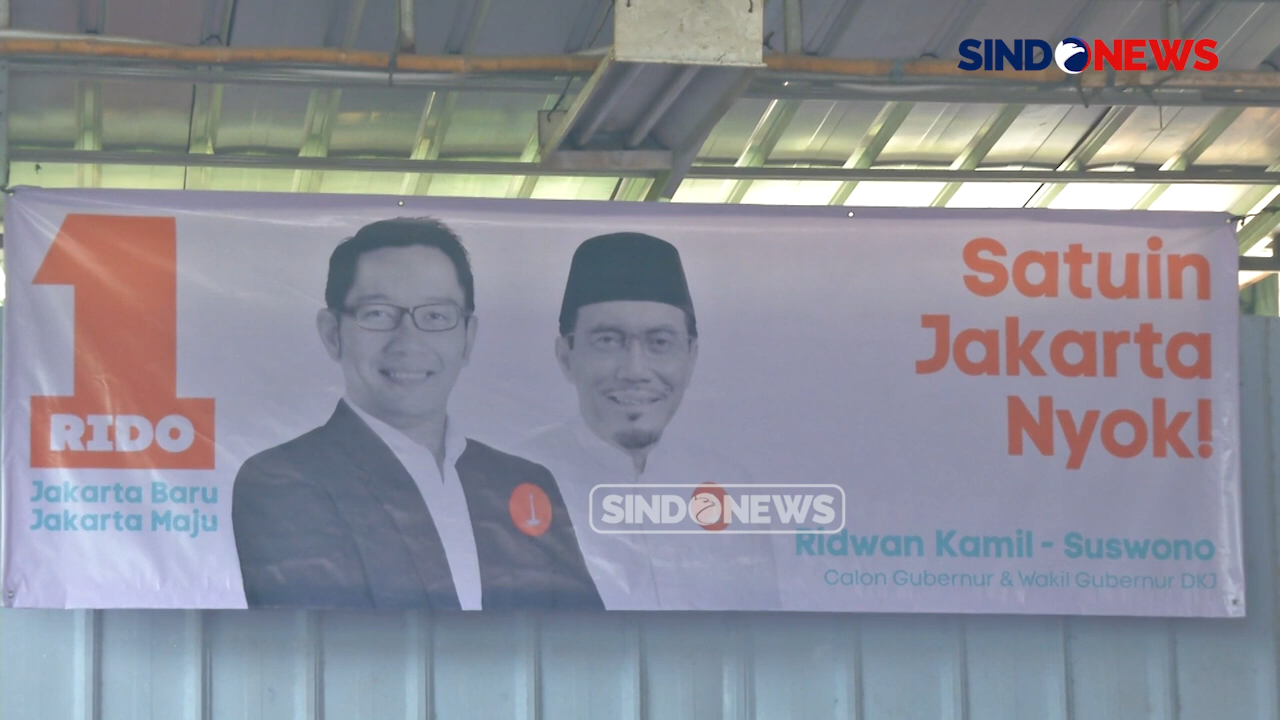 SINDONEWS
1
RIDO
Jakarta Baru
Jakarta Maju
Satuin
Jakarta
Nyok!
SINDONEWS
Ridwan Kamil - Suswono
Calon Gubernur & Wakil Gubernur DKJ